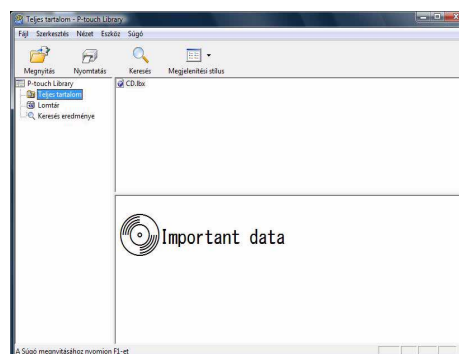 Teljes tartalom - P-touch Library
Fájl Szerkesztés Nézet Eszköz Súgó
Megnyitás Nyomtatás Keresés Megjelenítési stílus
P-touch Library
Teljes tartalom
Lomtár
Keresés eredménye
CD.lbx
Important data
A Súgó megnyitásához nyomjon F1-et